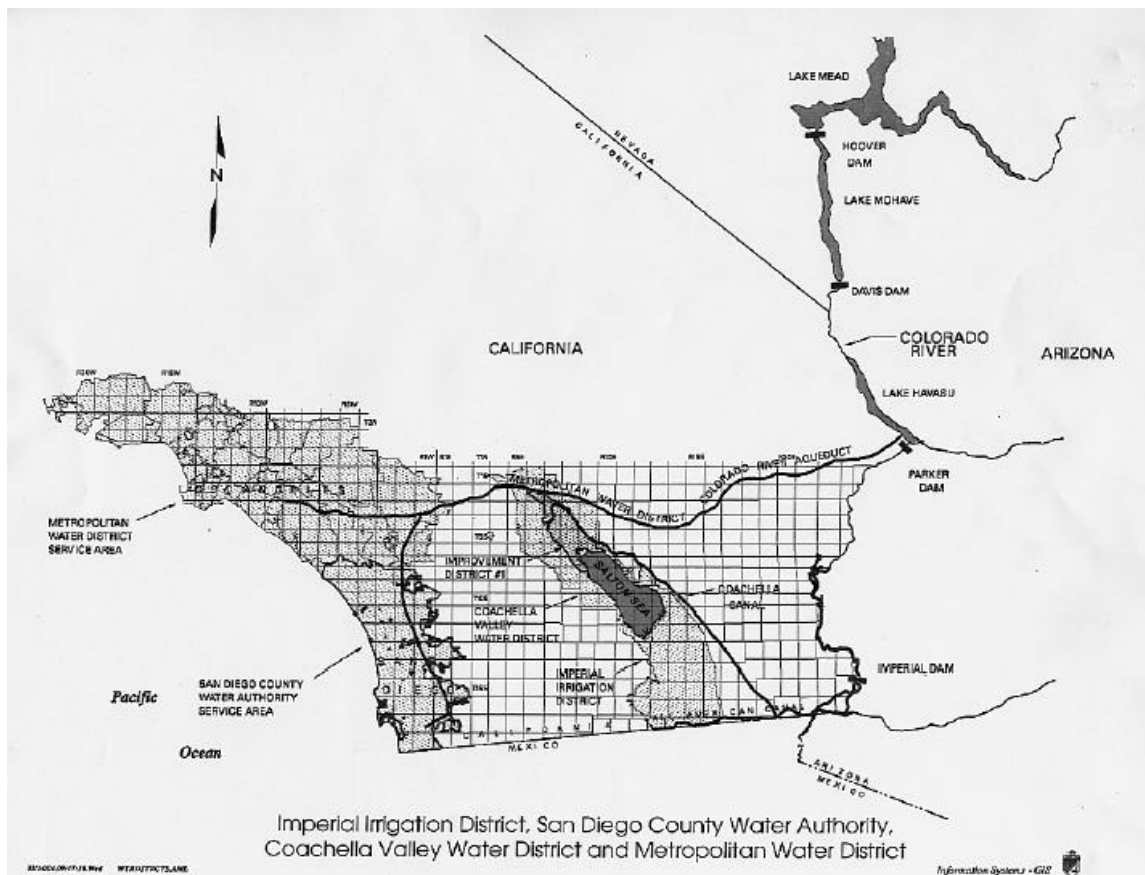 LAKE MEAD
NEVADA
CALIFORNIA
HOOVER
DAM
N
LAKE MOHAVE
DAVIS DAM
COLORADO
RIVER
CALIFORNIA
ARIZONA
LAKE HAVASU
COLORADO RIVER AQUEDUCT
METROPOLITAN WATER DISTRICT
PARKER
DAM
METROPOLITAN
WATER DISTRICT
SERVICE AREA
IMPROVEMENT
DISTRICT #1
SALTON SEA
COACHELLA
CANAL
COACHELLA
VALLEY
WATER DISTRICT
IMPERIAL
IRRIGATION
DISTRICT
IMPERIAL DAM
SAN DIEGO COUNTY
WATER AUTHORITY
SERVICE AREA
Pacific
Ocean
AMERICAN CANAL
CALIFORNIA
MEXICO
ARIZONA
MEXICO
Imperial Irrigation District, San Diego County Water Authority,
Coachella Valley Water District and Metropolitan Water District
Information Systems - GIS